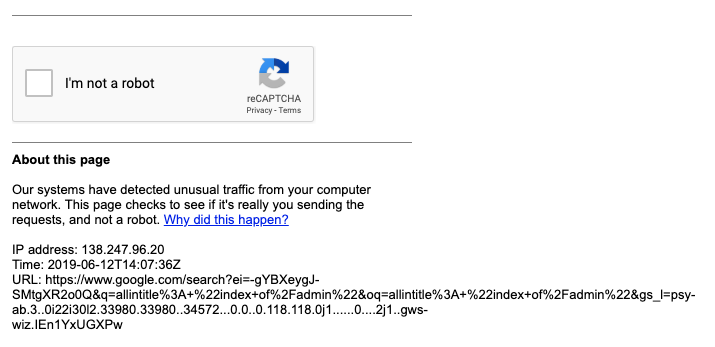 I'm not a robot
reCAPTCHA
Privacy - Terms
About this page
Our systems have detected unusual traffic from your computer
network. This page checks to see if it's really you sending the
requests, and not a robot. Why did this happen?
IP address: 138.247.96.20
Time: 2019-06-12T14:07:36Z
URL: https://www.google.com/search?ei=-gYBXeygJ-
SMtgXR2o0Q&q=allintitle%3A+%22index+of%2Fadmin%22&oq=allintitle%3A+%22index+of%2Fadmin%22&gs_l=psy-
ab.3..0i22i30l2.33980.33980..34572...0.0..0.118.118.0j1......0....2j1..gws-
wiz.IEn1YxUGXPw